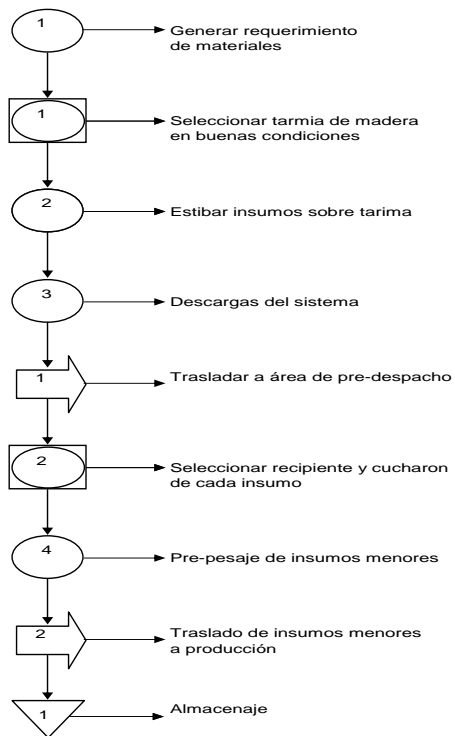 1
Generar requerimiento
de materiales
1
Seleccionar tarmia de madera
en buenas condiciones
2
Estibar insumos sobre tarima
3
Descargas del sistema
1
Trasladar a área de pre-despacho
2
Seleccionar recipiente y cucharon
de cada insumo
4
Pre-pesaje de insumos menores
2
Traslado de insumos menores
a producción
1
Almacenaje